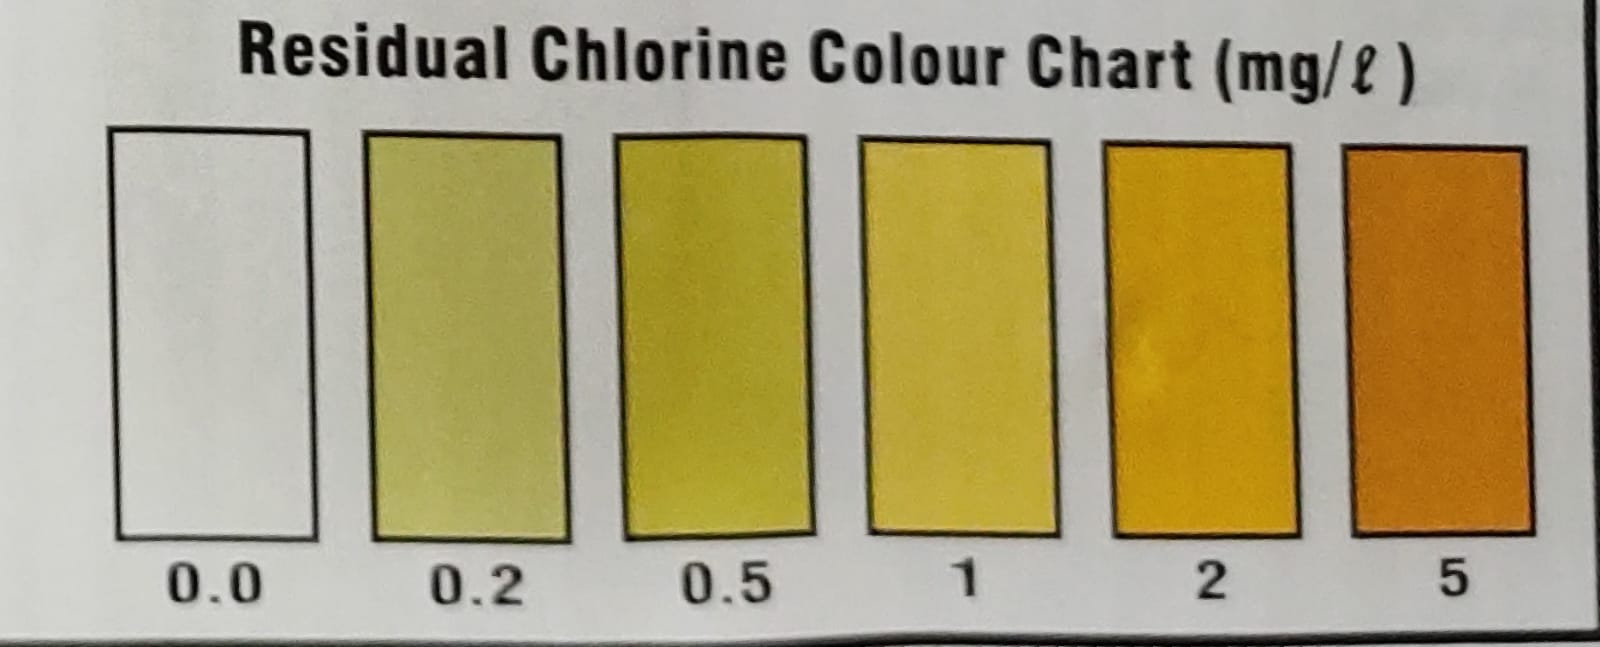 Residual Chlorine Colour Chart (mg/ℓ)
0.0 0.2 0.5 1 2 5